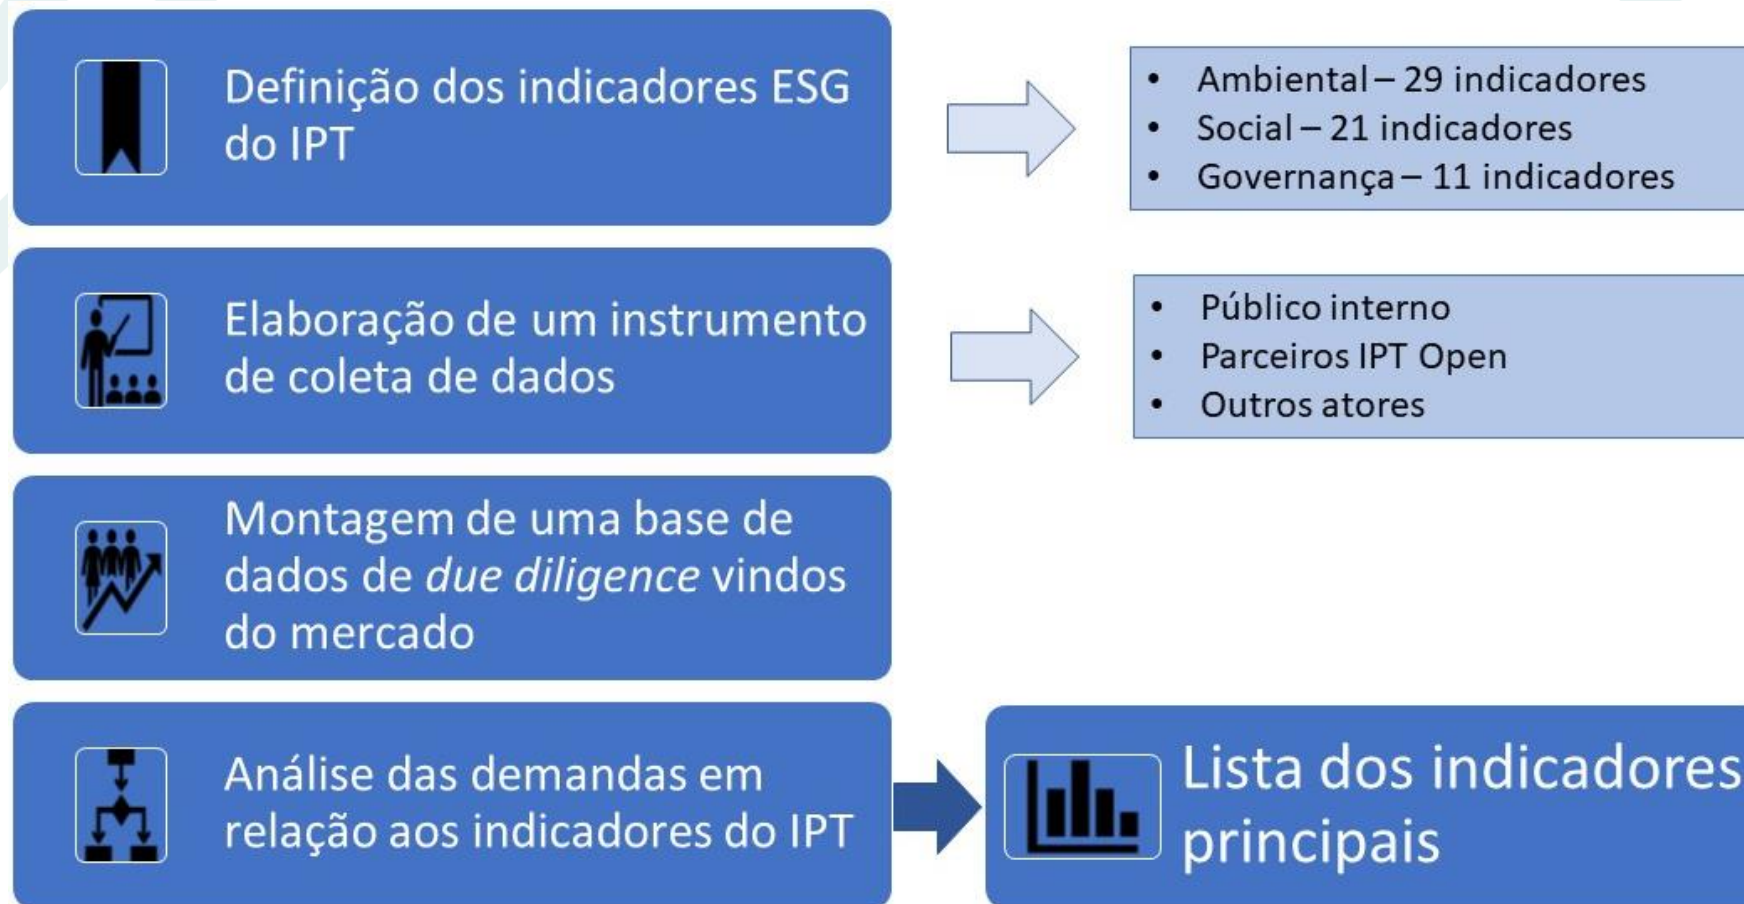 Definição dos indicadores ESG
do IPT
• Ambiental – 29 indicadores
• Social – 21 indicadores
• Governança – 11 indicadores
Elaboração de um instrumento
de coleta de dados
• Público interno
• Parceiros IPT Open
• Outros atores
Montagem de uma base de
dados de due diligence vindos
do mercado
Análise das demandas em
relação aos indicadores do IPT
Lista dos indicadores
principais